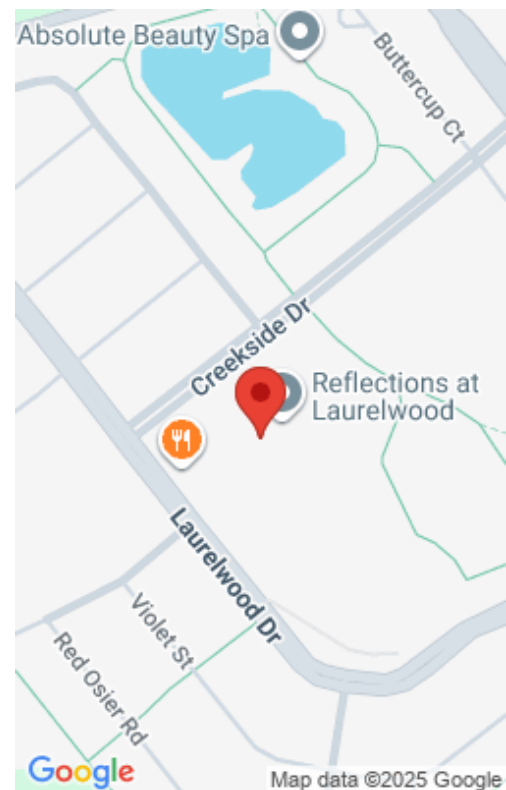 Absolute Beauty Spa
Buttercup Ct
Creekside Dr
Reflections at
Laurelwood
Laurelwood Dr
Violet St
Red Osier Rd
Google
Map data ©2025 Google